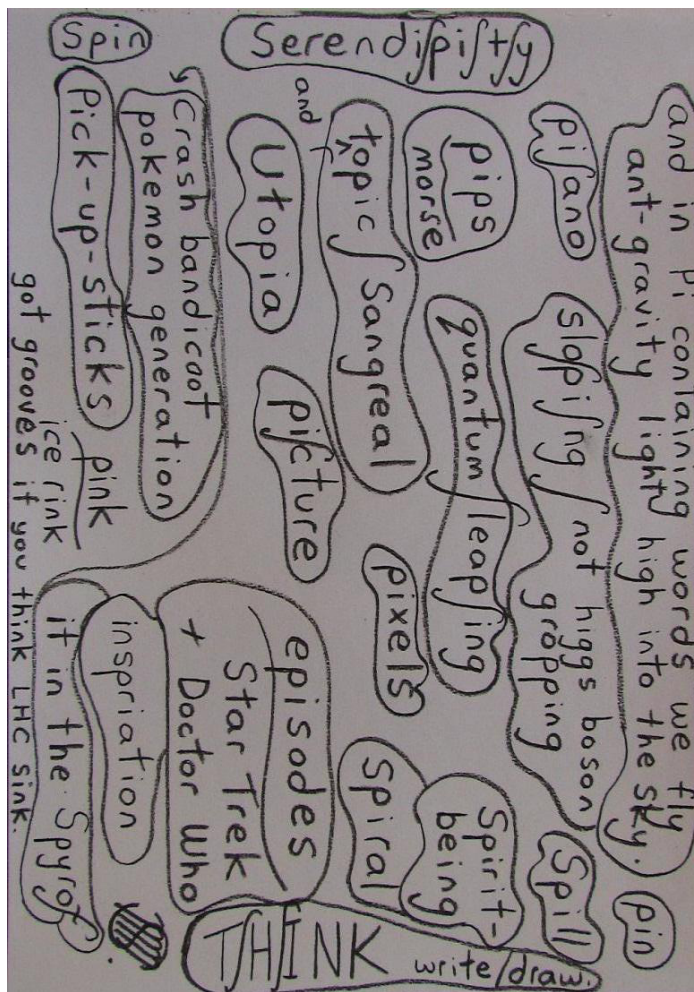 and in pi containing words we fly
ant-gravity light high into the sky.
pin
piano
sloping not higgs boson
grapping
Spill
pips
morse
quantum leaping
Spirit-
being
topic Sangreal
and
pixels
Spiral
Serendipity
Utopia
picture
episodes
Star Trek
+ Doctor Who
THINK write/draw.
Crash bandicoot
pokemon generation
inspriation
Spin
Pick-up-sticks
pink
ice rink
it in the Spyrof
got grooves if you think LHC sink.